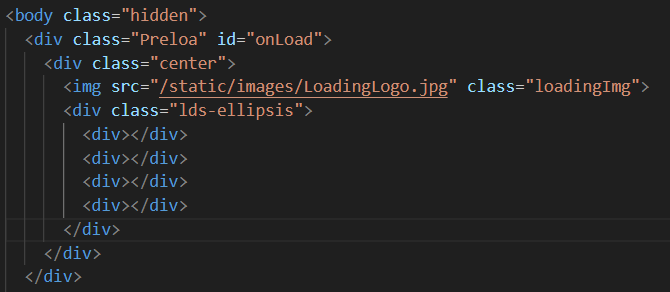 <body class="hidden">
<div class="Preloa" id="onLoad">
<div class="center">
<img src="/static/images/LoadingLogo.jpg" class="loadingImg">
<div class="lds-ellipsis">
<div></div>
<div></div>
<div></div>
<div></div>
</div>
</div>
</div>